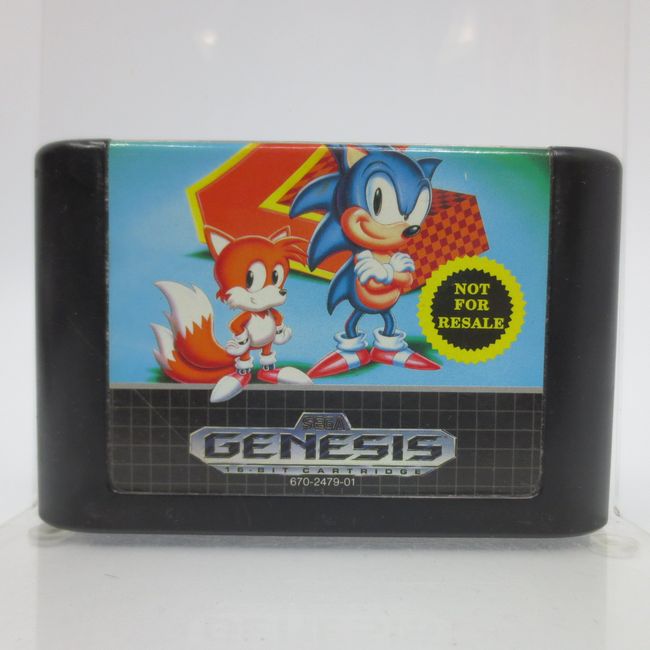 NOT
FOR
RESALE
SEGA
GENESIS
16-BIT CARTRIDGE
670-2479-01